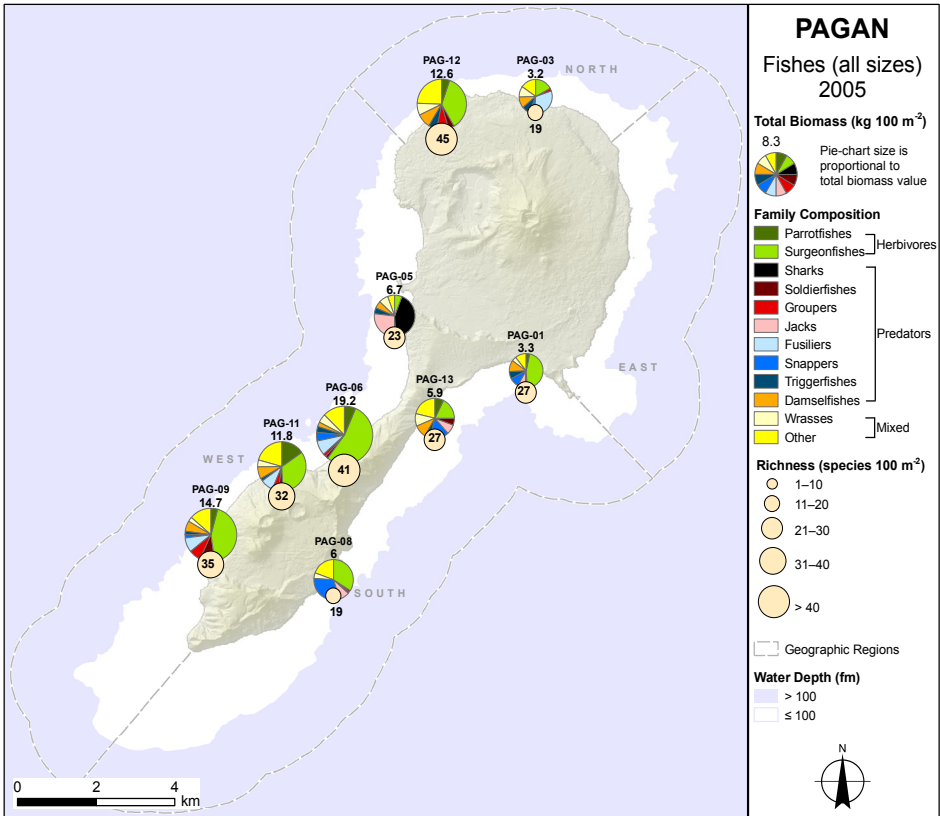 PAG-12
12.6
45
PAG-03
3.2
19
NORTH
PAG-05
6.7
23
PAG-01
3.3
27
EAST
PAG-13
5.9
27
PAG-06
19.2
41
PAG-11
11.8
32
WEST
PAG-09
14.7
35
PAG-08
6
19
SOUTH
0 2 4
km
PAGAN
Fishes (all sizes)
2005
Total Biomass (kg 100 m⁻²)
8.3
Pie-chart size is
proportional to
total biomass value
Family Composition
Parrotfishes
Surgeonfishes
Herbivores
Sharks
Soldierfishes
Groupers
Jacks
Fusiliers
Snappers
Triggerfishes
Damselfishes
Predators
Wrasses
Other
Mixed
Richness (species 100 m⁻²)
1–10
11–20
21–30
31–40
> 40
Geographic Regions
Water Depth (fm)
> 100
≤ 100
N